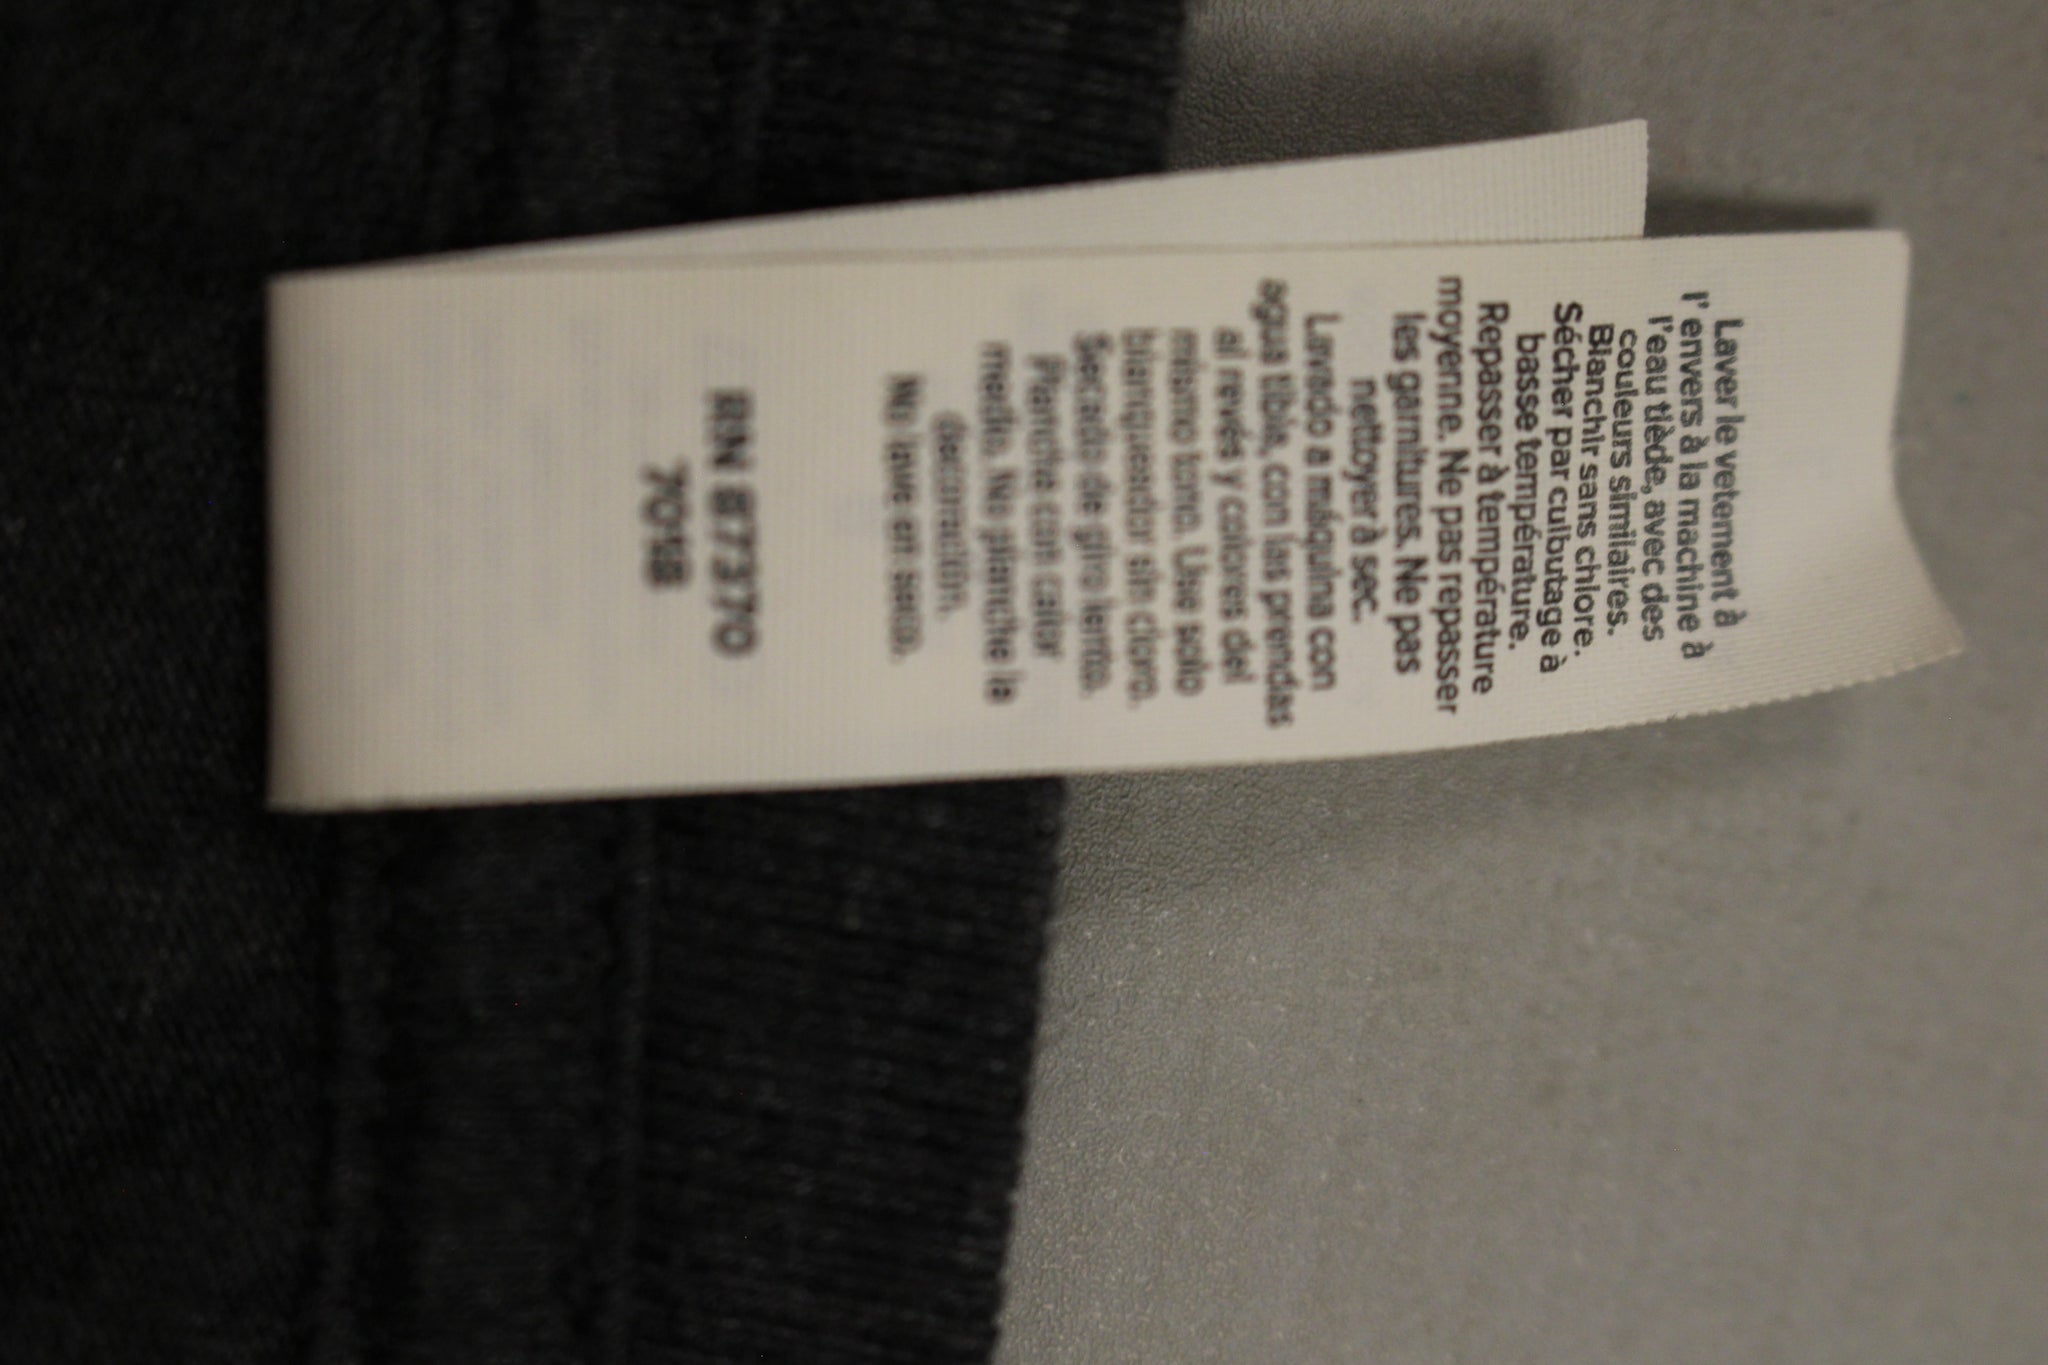 Laver le vetement à
l'envers à la machine à
l'eau tiède, avec des
couleurs similaires.
Blanchir sans chlore.
Sécher par culbutage à
basse température.
Repasser à température
moyenne. Ne pas repasser
les garnitures. Ne pas
nettoyer à sec.
Lavado a máquina con
agua tibia, con las prendas
al revés y colores del
mismo tono. Use solo
blanqueador sin cloro.
Secado de giro lento.
Planche con calor
medio. No planche la
decoración.
No lave en seco.
RN 87370
7018